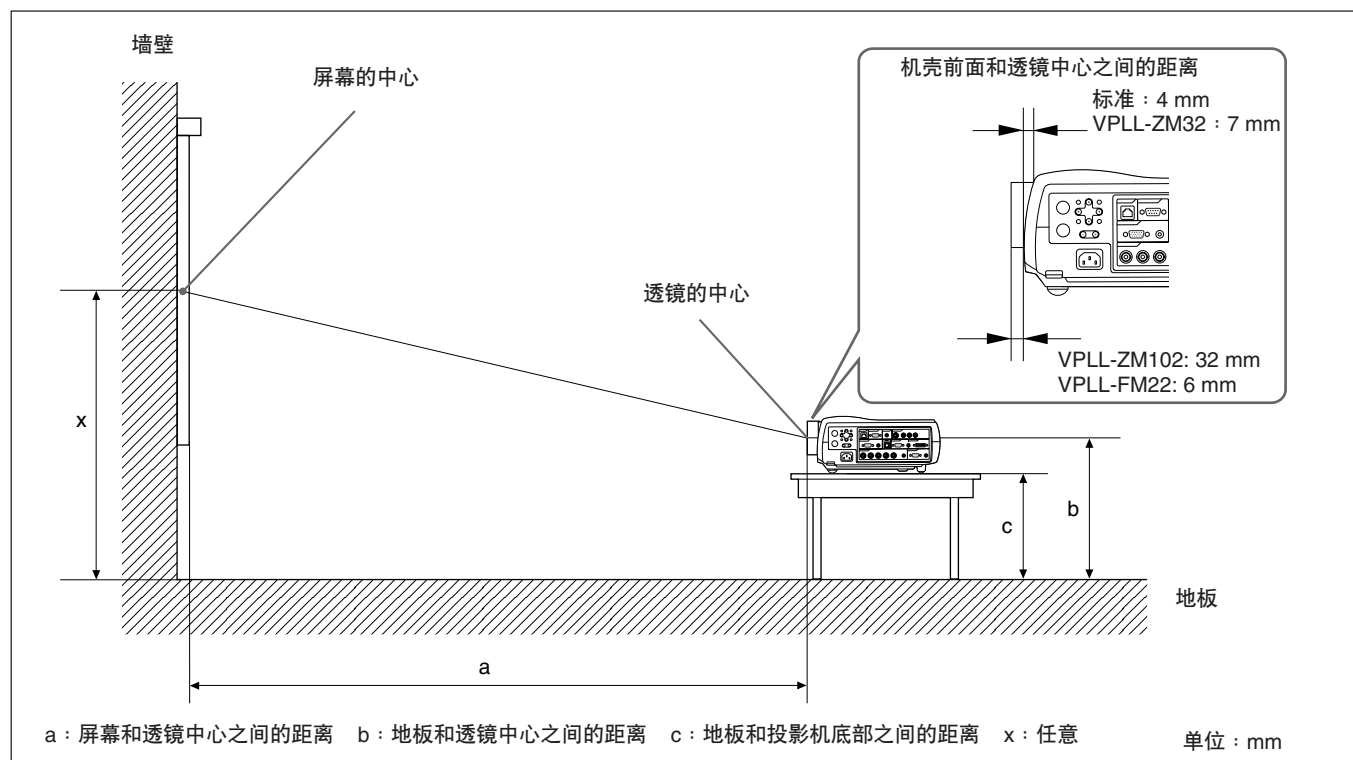 墙壁
屏幕的中心
机壳前面和透镜中心之间的距离
标准：4 mm
VPLL-ZM32：7 mm
透镜的中心
VPLL-ZM102: 32 mm
VPLL-FM22: 6 mm
x
b
c
地板
a
a：屏幕和透镜中心之间的距离 b：地板和透镜中心之间的距离 c：地板和投影机底部之间的距离 x：任意
单位：mm